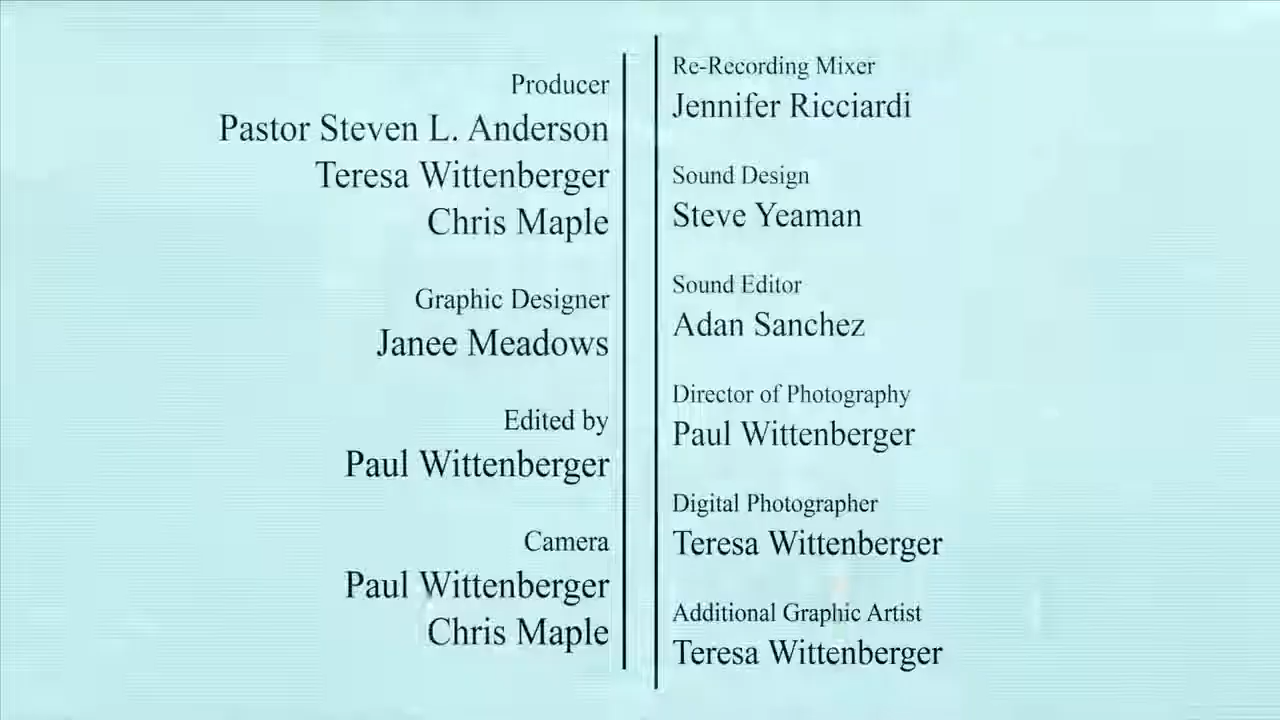 Producer
Pastor Steven L. Anderson
Teresa Wittenberger
Chris Maple
Graphic Designer
Janee Meadows
Edited by
Paul Wittenberger
Camera
Paul Wittenberger
Chris Maple
Re-Recording Mixer
Jennifer Ricciardi
Sound Design
Steve Yeaman
Sound Editor
Adan Sanchez
Director of Photography
Paul Wittenberger
Digital Photographer
Teresa Wittenberger
Additional Graphic Artist
Teresa Wittenberger